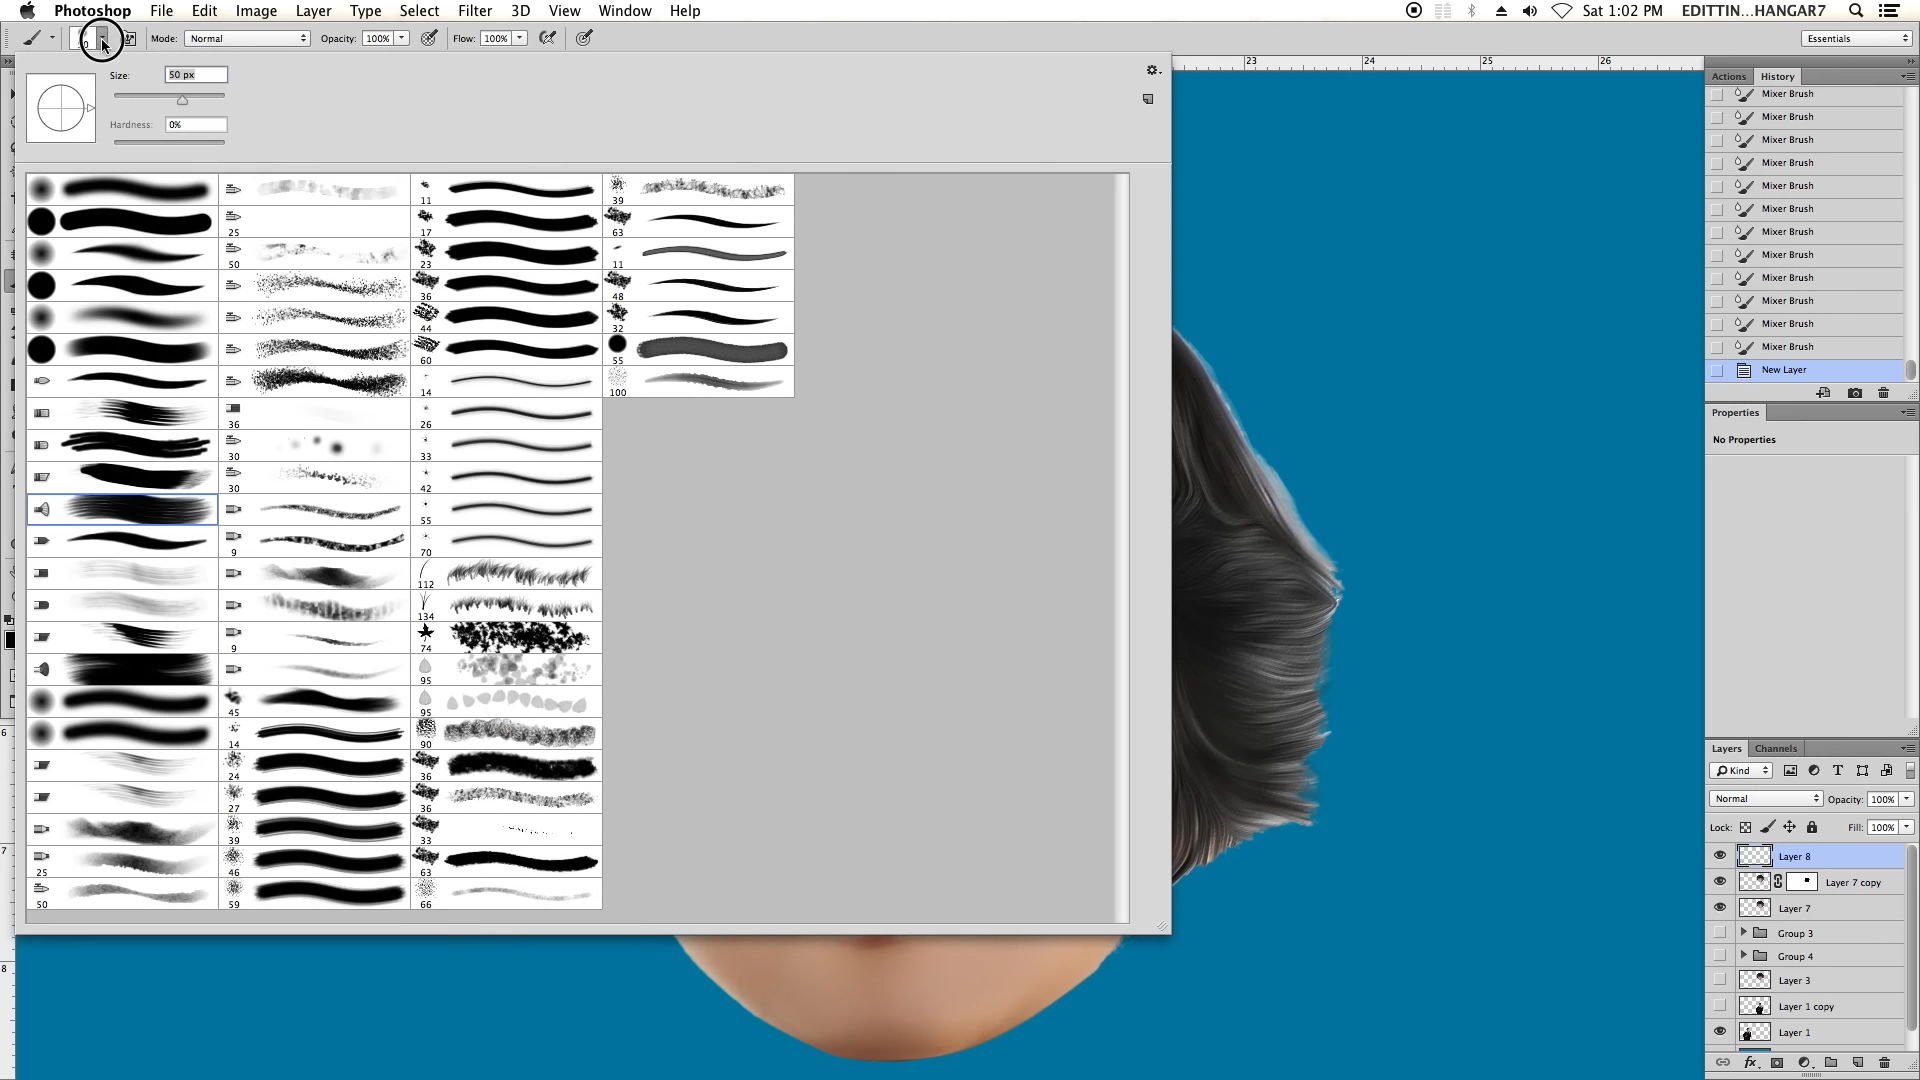 Photoshop File Edit Image Layer Type Select Filter 3D View Window Help Sat 1:02 PM EDITTIN...HANGAR7
Mode: Normal Opacity: 100% Flow: 100% Essentials
Size: 50 px
Hardness: 0%
23 24 25 26
11 39
25 17 63
50 23 11
36 48
44 32
60 55
14 100
36 26
30 33
30 42
55
9 70
112
134
9 74
95
45 95
14 90
24 36
27 36
39 33
25 46 63
50 59 66
6
7
8
Actions History
Mixer Brush
Mixer Brush
Mixer Brush
Mixer Brush
Mixer Brush
Mixer Brush
Mixer Brush
Mixer Brush
Mixer Brush
Mixer Brush
Mixer Brush
Mixer Brush
New Layer
Properties
No Properties
Layers Channels
Kind
Normal Opacity: 100%
Lock: Fill: 100%
Layer 8
Layer 7 copy
Layer 7
Group 3
Group 4
Layer 3
Layer 1 copy
Layer 1